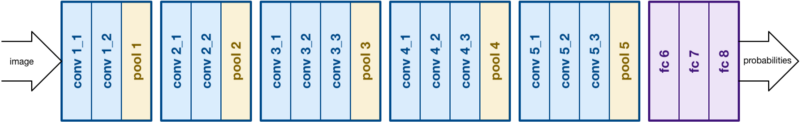 image
conv 1_1
conv 1_2
pool 1
conv 2_1
conv 2_2
pool 2
conv 3_1
conv 3_2
conv 3_3
pool 3
conv 4_1
conv 4_2
conv 4_3
pool 4
conv 5_1
conv 5_2
conv 5_3
pool 5
fc 6
fc 7
fc 8
probabilities